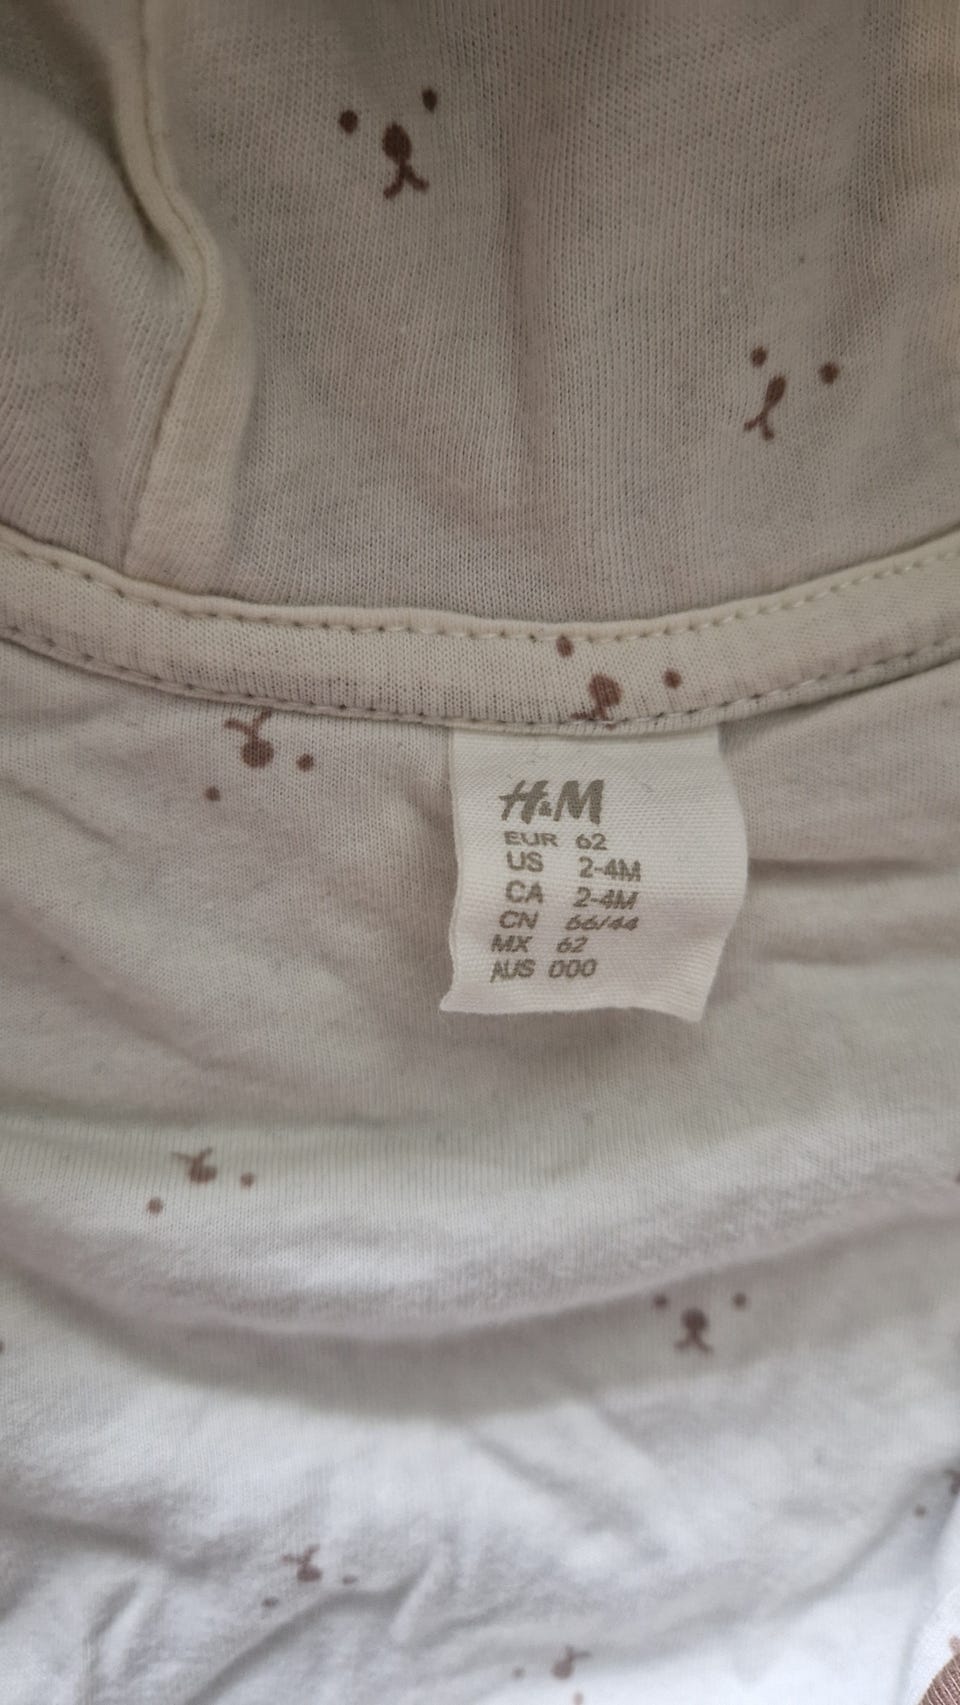 H&M
EUR 62
US 2-4M
CA 2-4M
CN 66/44
MX 62
AUS 000